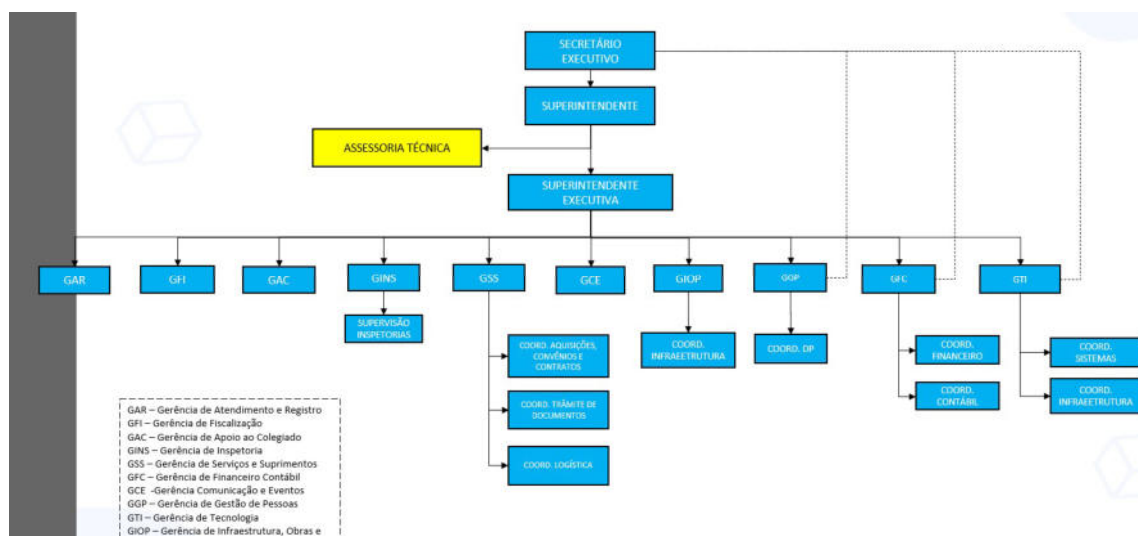 SECRETÁRIO
EXECUTIVO
SUPERINTENDENTE
ASSESSORIA TÉCNICA
SUPERINTENDENTE
EXECUTIVA
GAR
GFI
GAC
GINS
GSS
GCE
GIOP
GGP
GFC
GTI
SUPERVISÃO
INSPETORIAS
COORD. AQUISIÇÕES,
CONVÊNIOS E
CONTRATOS
COORD. TRÂMITE DE
DOCUMENTOS
COORD. LOGÍSTICA
COORD.
INFRAEETRUTURA
COORD. DP
COORD.
FINANCEIRO
COORD.
CONTÁBIL
COORD.
SISTEMAS
COORD.
INFRAEETRUTURA
GAR – Gerência de Atendimento e Registro
GFI – Gerência de Fiscalização
GAC – Gerência de Apoio ao Colegiado
GINS – Gerência de Inspetoria
GSS – Gerência de Serviços e Suprimentos
GFC – Gerência de Financeiro Contábil
GCE -Gerência Comunicação e Eventos
GGP – Gerência de Gestão de Pessoas
GTI – Gerência de Tecnologia
GIOP – Gerência de Infraestrutura, Obras e